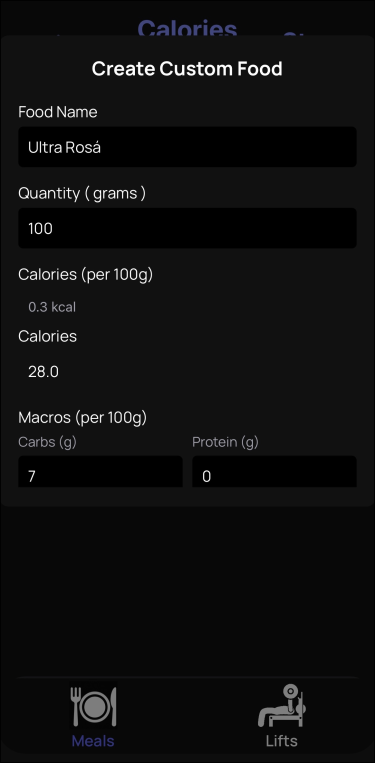 Calories
Create Custom Food
Food Name
Ultra Rosá
Quantity ( grams )
100
Calories (per 100g)
0.3 kcal
Calories
28.0
Macros (per 100g)
Carbs (g) Protein (g)
7 0
Meals Lifts